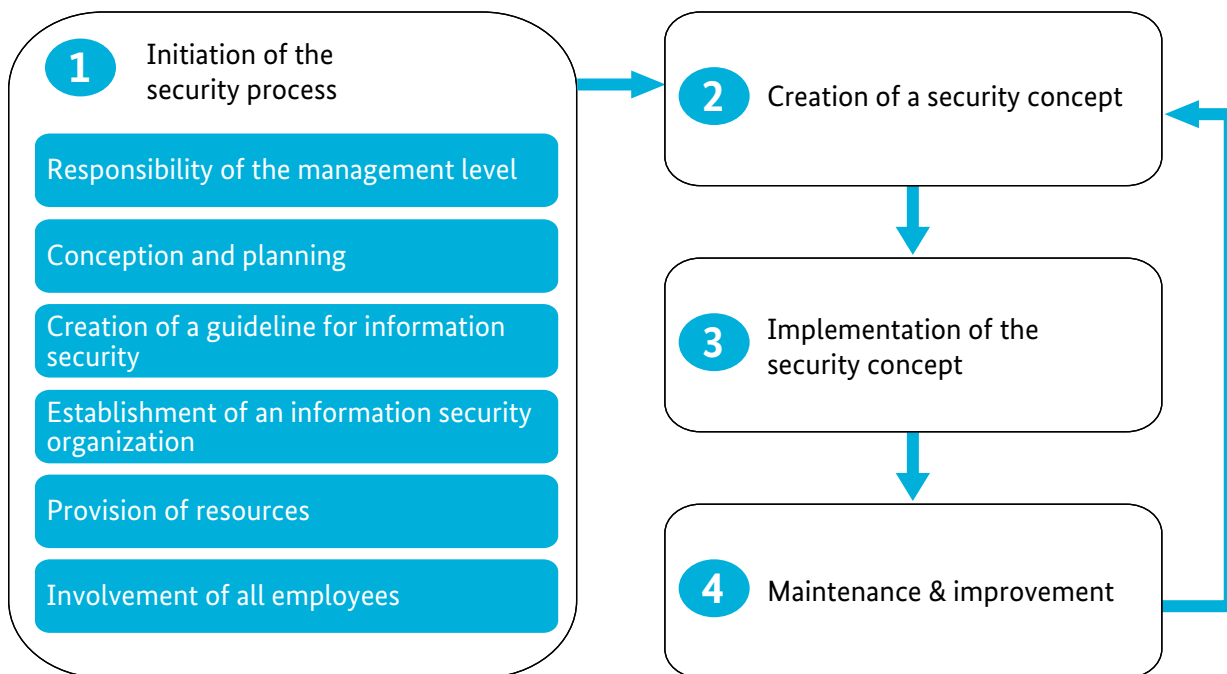 1
Initiation of the
security process
Responsibility of the management level
Conception and planning
Creation of a guideline for information
security
Establishment of an information security
organization
Provision of resources
Involvement of all employees
2
Creation of a security concept
3
Implementation of the
security concept
4
Maintenance & improvement